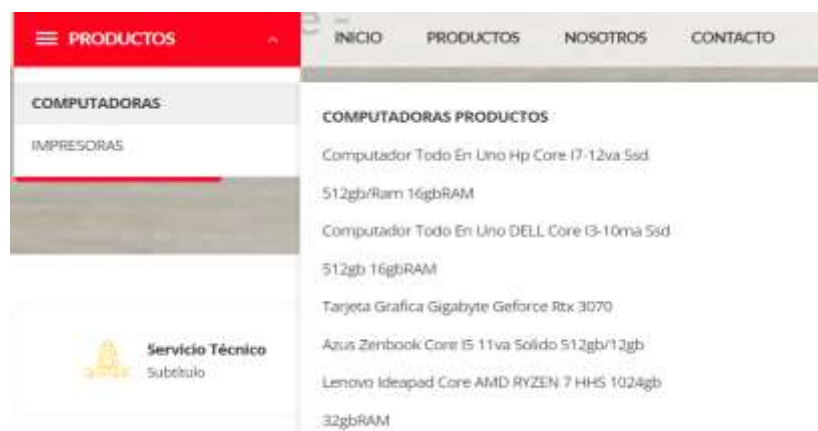 PRODUCTOS
INICIO PRODUCTOS NOSOTROS CONTACTO
COMPUTADORAS
IMPRESORAS
COMPUTADORAS PRODUCTOS
Computador Todo En Uno Hp Core I7-12va Ssd
512gb/Ram 16gbRAM
Computador Todo En Uno DELL Core I3-10ma Ssd
512gb 16gbRAM
Tarjeta Grafica Gigabyte Geforce Rtx 3070
Azus Zenbook Core I5 11va Solido 512gb/12gb
Lenovo Ideapad Core AMD RYZEN 7 HHS 1024gb
32gbRAM
Servicio Técnico
Subtítulo